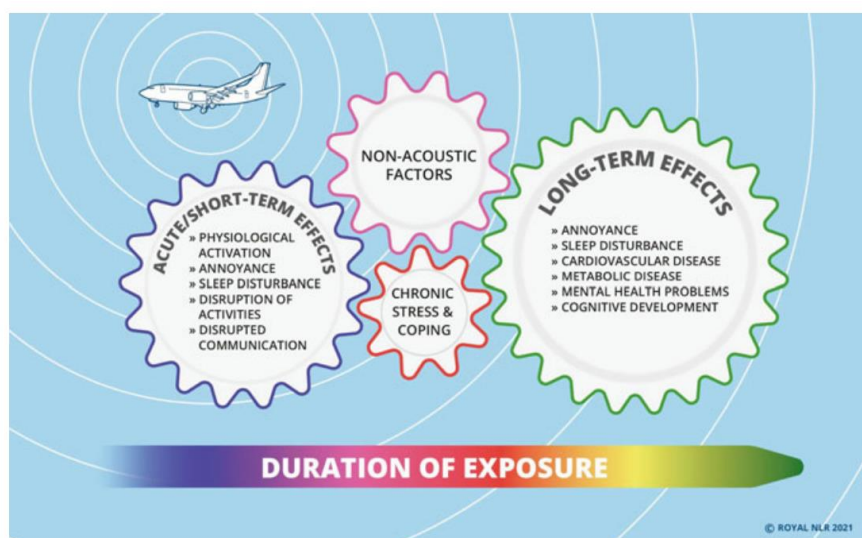 NON-ACOUSTIC
FACTORS
ACUTE/SHORT-TERM EFFECTS
» PHYSIOLOGICAL
ACTIVATION
» ANNOYANCE
» SLEEP DISTURBANCE
» DISRUPTION OF
ACTIVITIES
» DISRUPTED
COMMUNICATION
CHRONIC
STRESS &
COPING
LONG-TERM EFFECTS
» ANNOYANCE
» SLEEP DISTURBANCE
» CARDIOVASCULAR DISEASE
» METABOLIC DISEASE
» MENTAL HEALTH PROBLEMS
» COGNITIVE DEVELOPMENT
DURATION OF EXPOSURE
© ROYAL NLR 2021